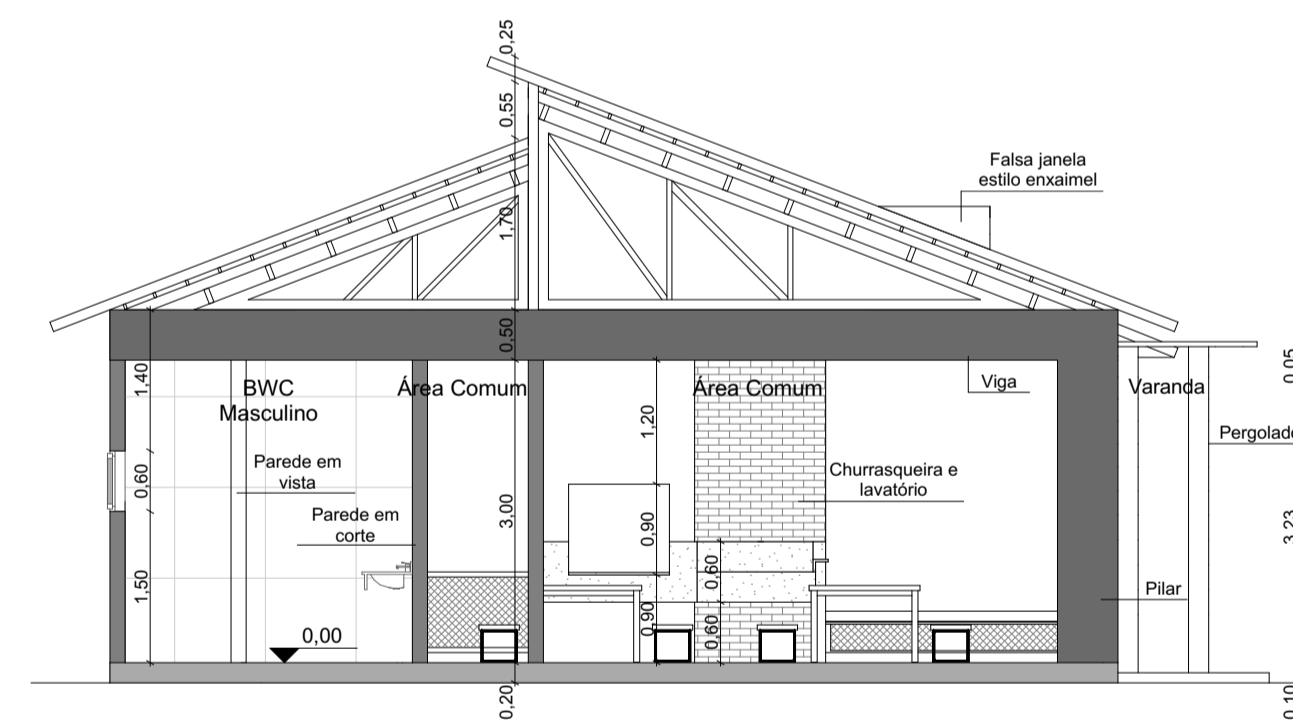 0,25
0,55
Falsa janela
estilo enxaimel
1,70
0,50
1,40
BWC
Masculino
Área Comum
Área Comum
Viga
Varanda
0,05
1,20
Pergolado
Parede em
vista
0,60
Churrasqueira e
lavatório
Parede em
corte
3,00
0,90
3,23
1,50
0,60
Pilar
0,90
0,60
0,00
0,20
0,10